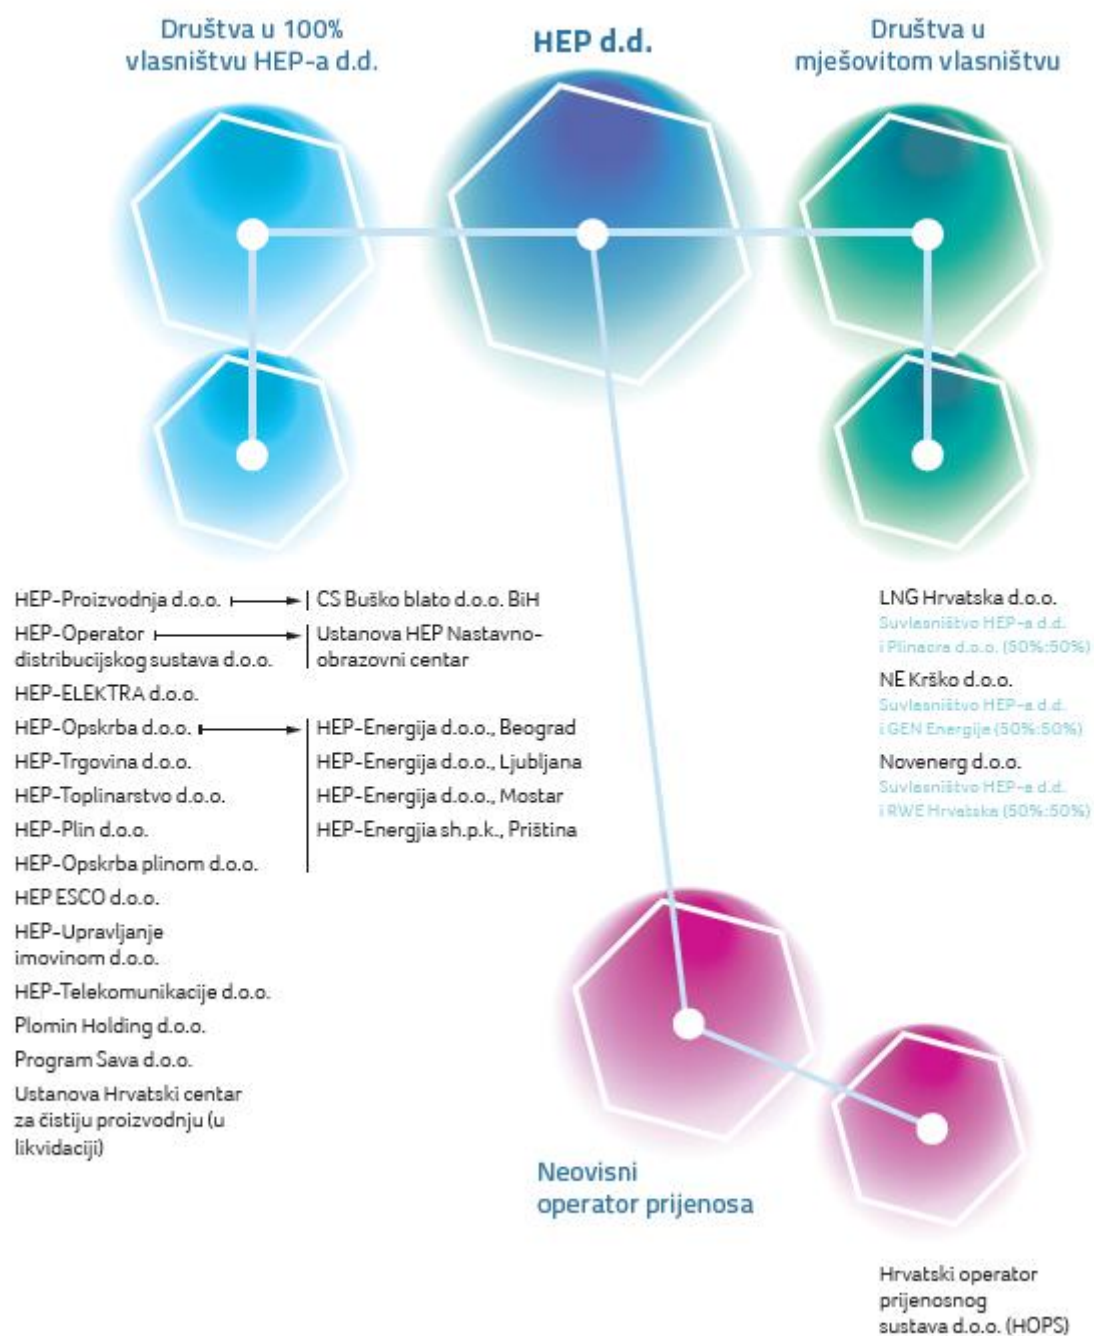 Društva u 100%
vlasništvu HEP-a d.d.
HEP d.d.
Društva u
mješovitom vlasništvu
HEP-Proizvodnja d.o.o.
CS Buško blato d.o.o. BiH
HEP-Operator
distribucijskog sustava d.o.o.
Ustanova HEP Nastavno-
obrazovni centar
HEP-ELEKTRA d.o.o.
HEP-Opskrba d.o.o.
HEP-Energija d.o.o., Beograd
HEP-Trgovina d.o.o.
HEP-Energija d.o.o., Ljubljana
HEP-Toplinarstvo d.o.o.
HEP-Energija d.o.o., Mostar
HEP-Plin d.o.o.
HEP-Energjia sh.p.k., Priština
HEP-Opskrba plinom d.o.o.
HEP ESCO d.o.o.
HEP-Upravljanje
imovinom d.o.o.
HEP-Telekomunikacije d.o.o.
Plomin Holding d.o.o.
Program Sava d.o.o.
Ustanova Hrvatski centar
za čistiju proizvodnju (u
likvidaciji)
LNG Hrvatska d.o.o.
Suvlasništvo HEP-a d.d.
i Plinacra d.o.o. (50%:50%)
NE Krško d.o.o.
Suvlasništvo HEP-a d.d.
i GEN Energije (50%:50%)
Novenerg d.o.o.
Suvlasništvo HEP-a d.d.
i RWE Hrvatska (50%:50%)
Neovisni
operator prijenosa
Hrvatski operator
prijenosnog
sustava d.o.o. (HOPS)